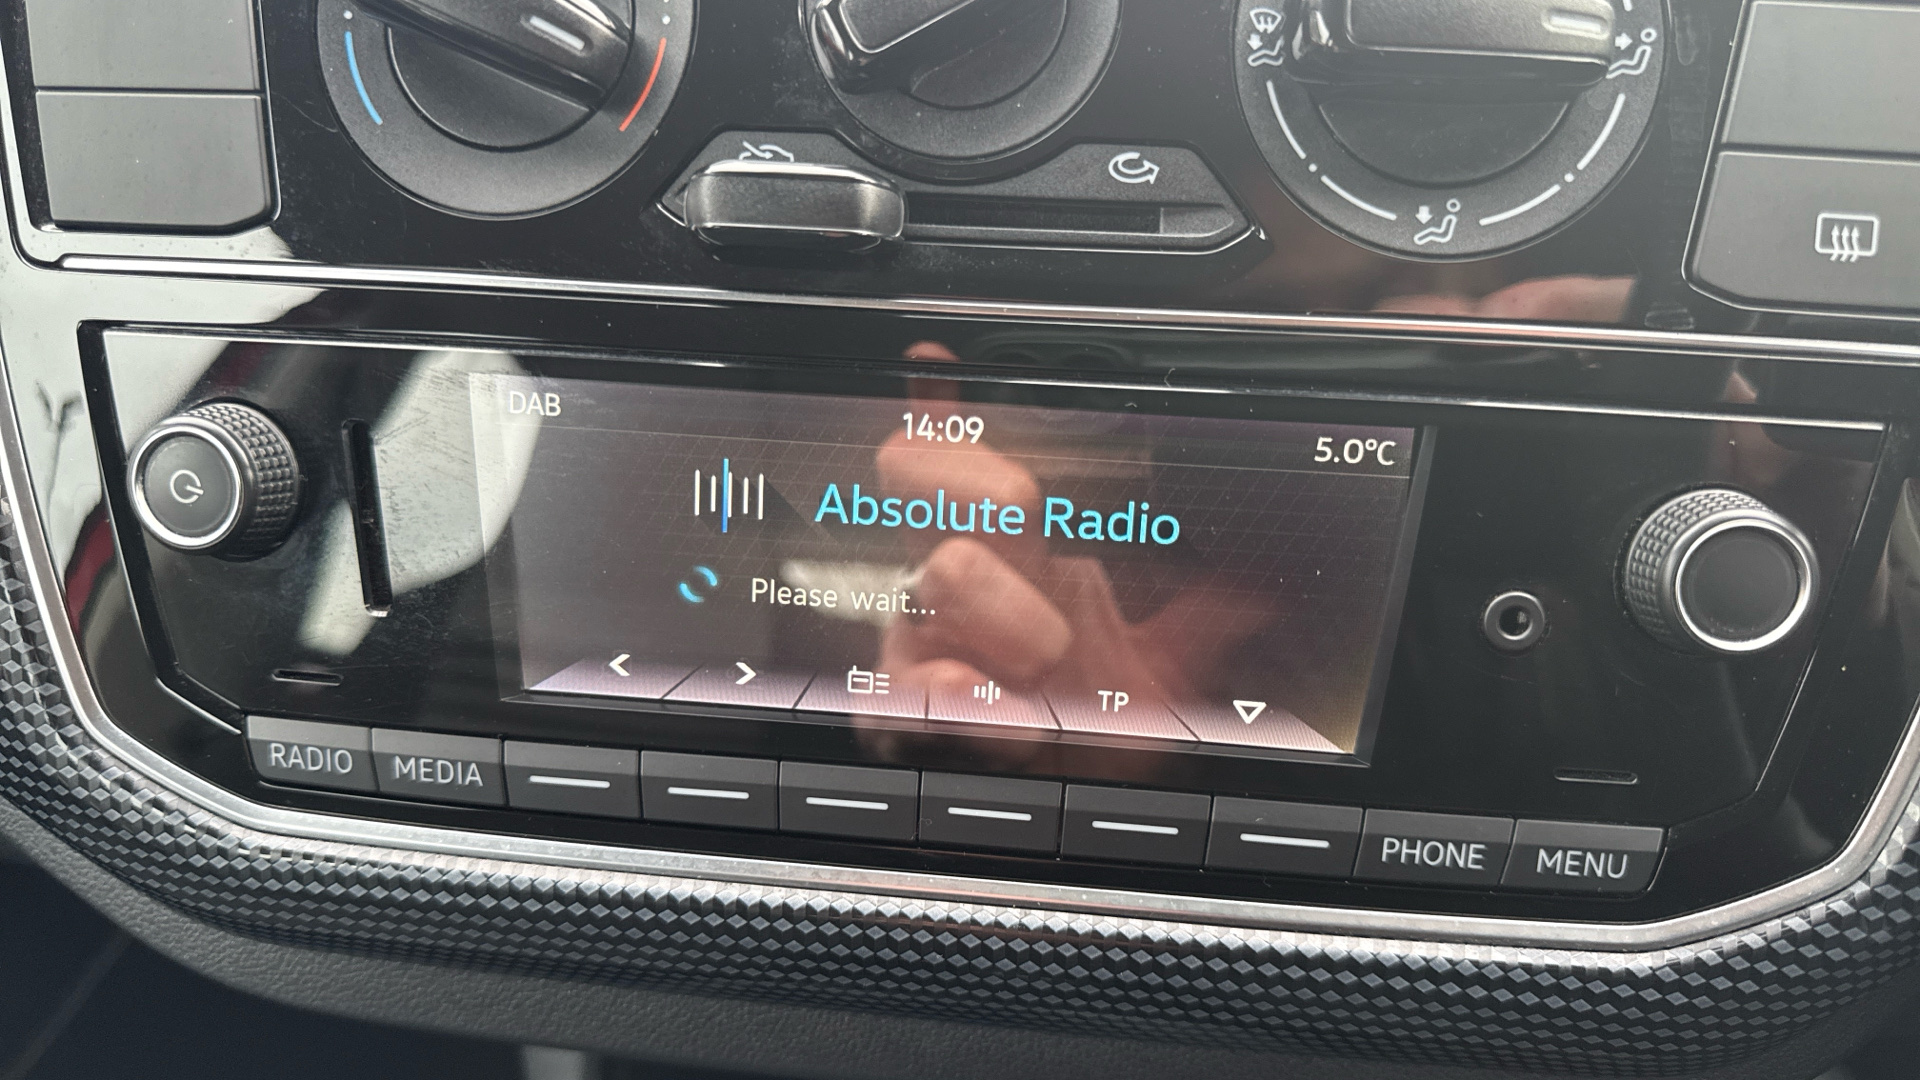 DAB
14:09
5.0°C
Absolute Radio
Please wait...
TP
RADIO
MEDIA
PHONE
MENU